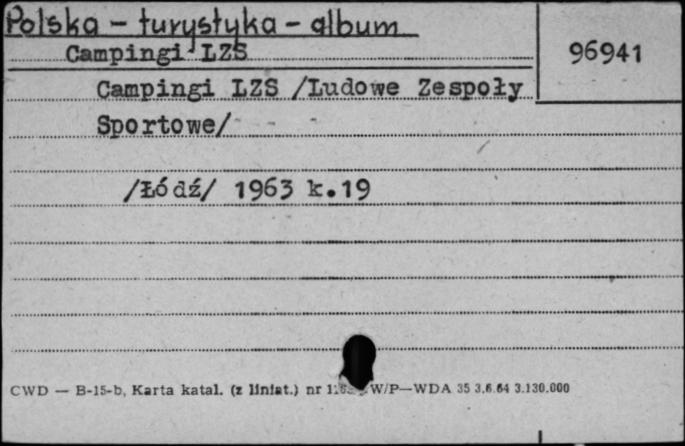 Polska - turystyka - album
Campingi LZS
96941
Campingi LZS /Ludowe Zespoły
Sportowe/
/Łódź/ 1963 k.19
CWD — B-15-b, Karta katal. (z liniat.) nr W/P—WDA 35 3.6.64 3.130.000